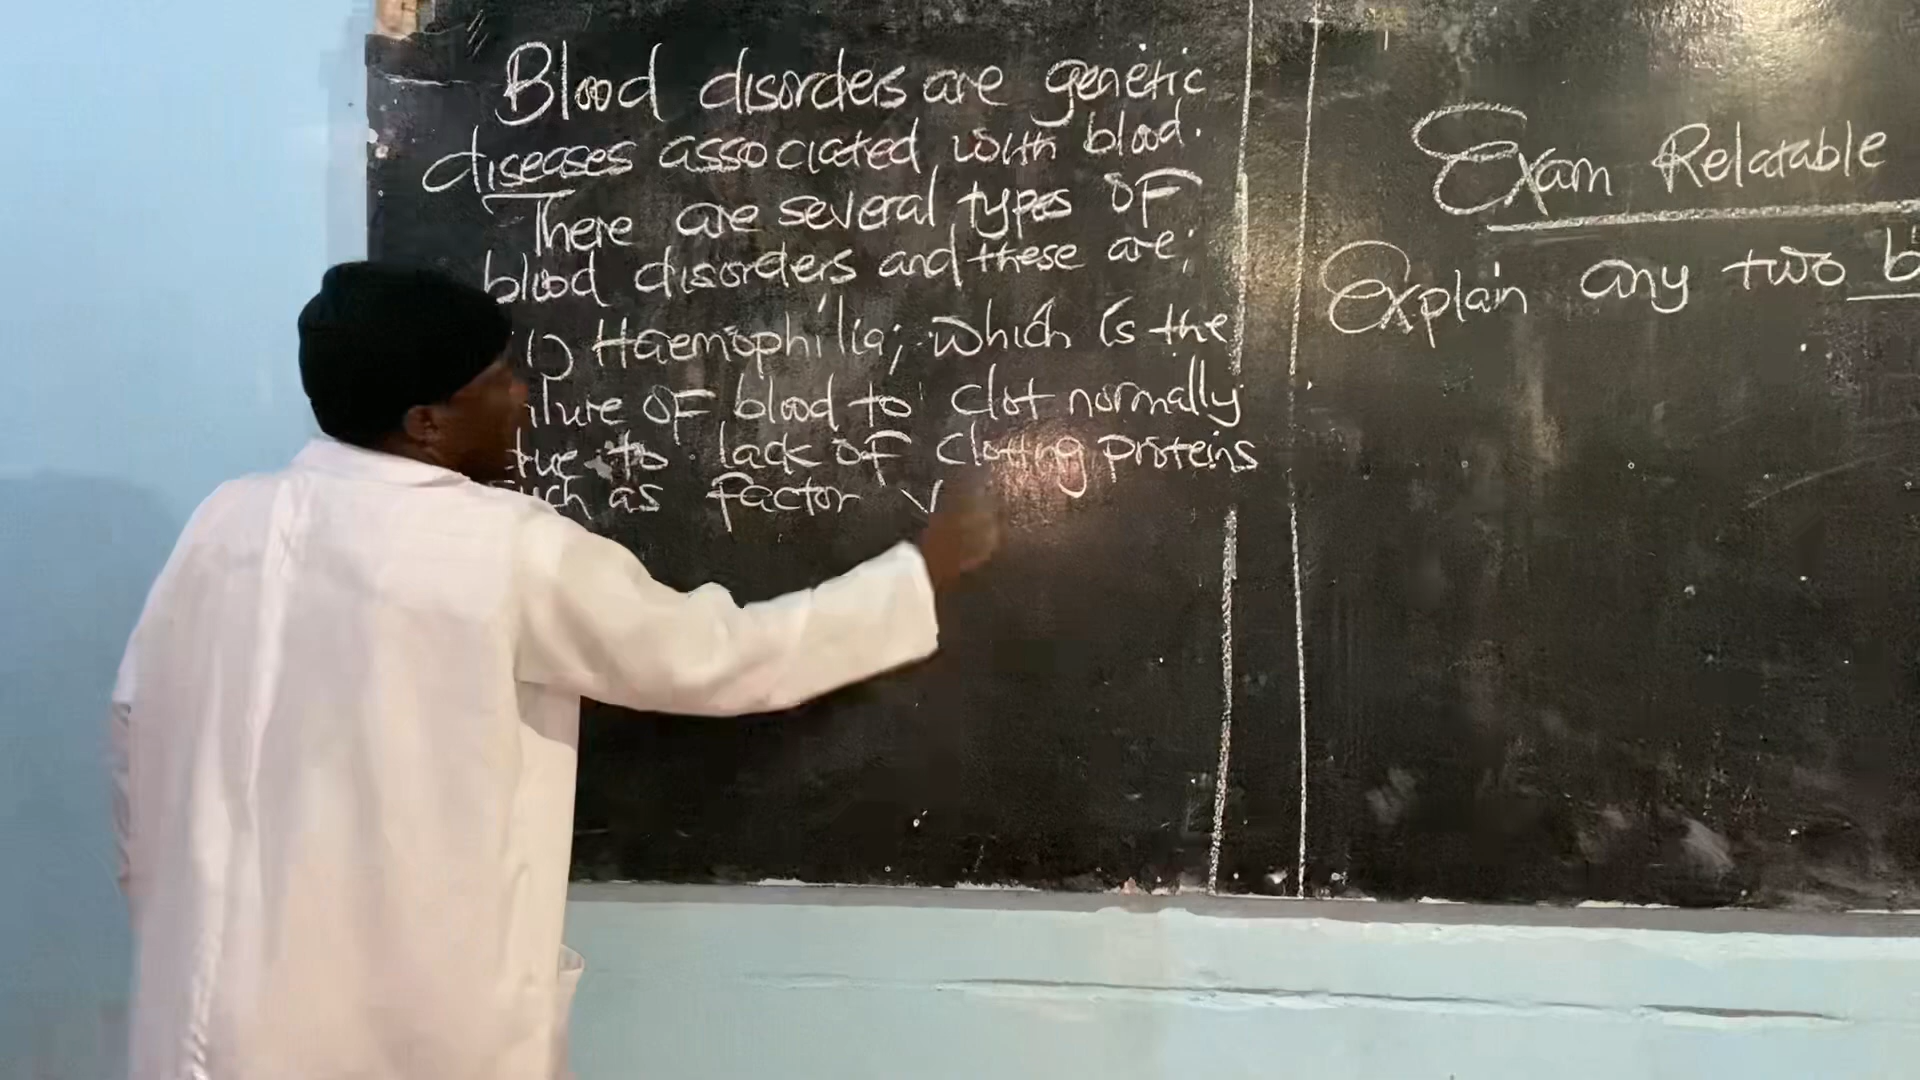 Blood disorders are genetic
diseases associated with blood.
There are several types of
blood disorders and these are;
1) Haemophilia; which is the
ilure of blood to clot normally
due to lack of clotting proteins
such as factor V
Exam Relatable
Explain any two b